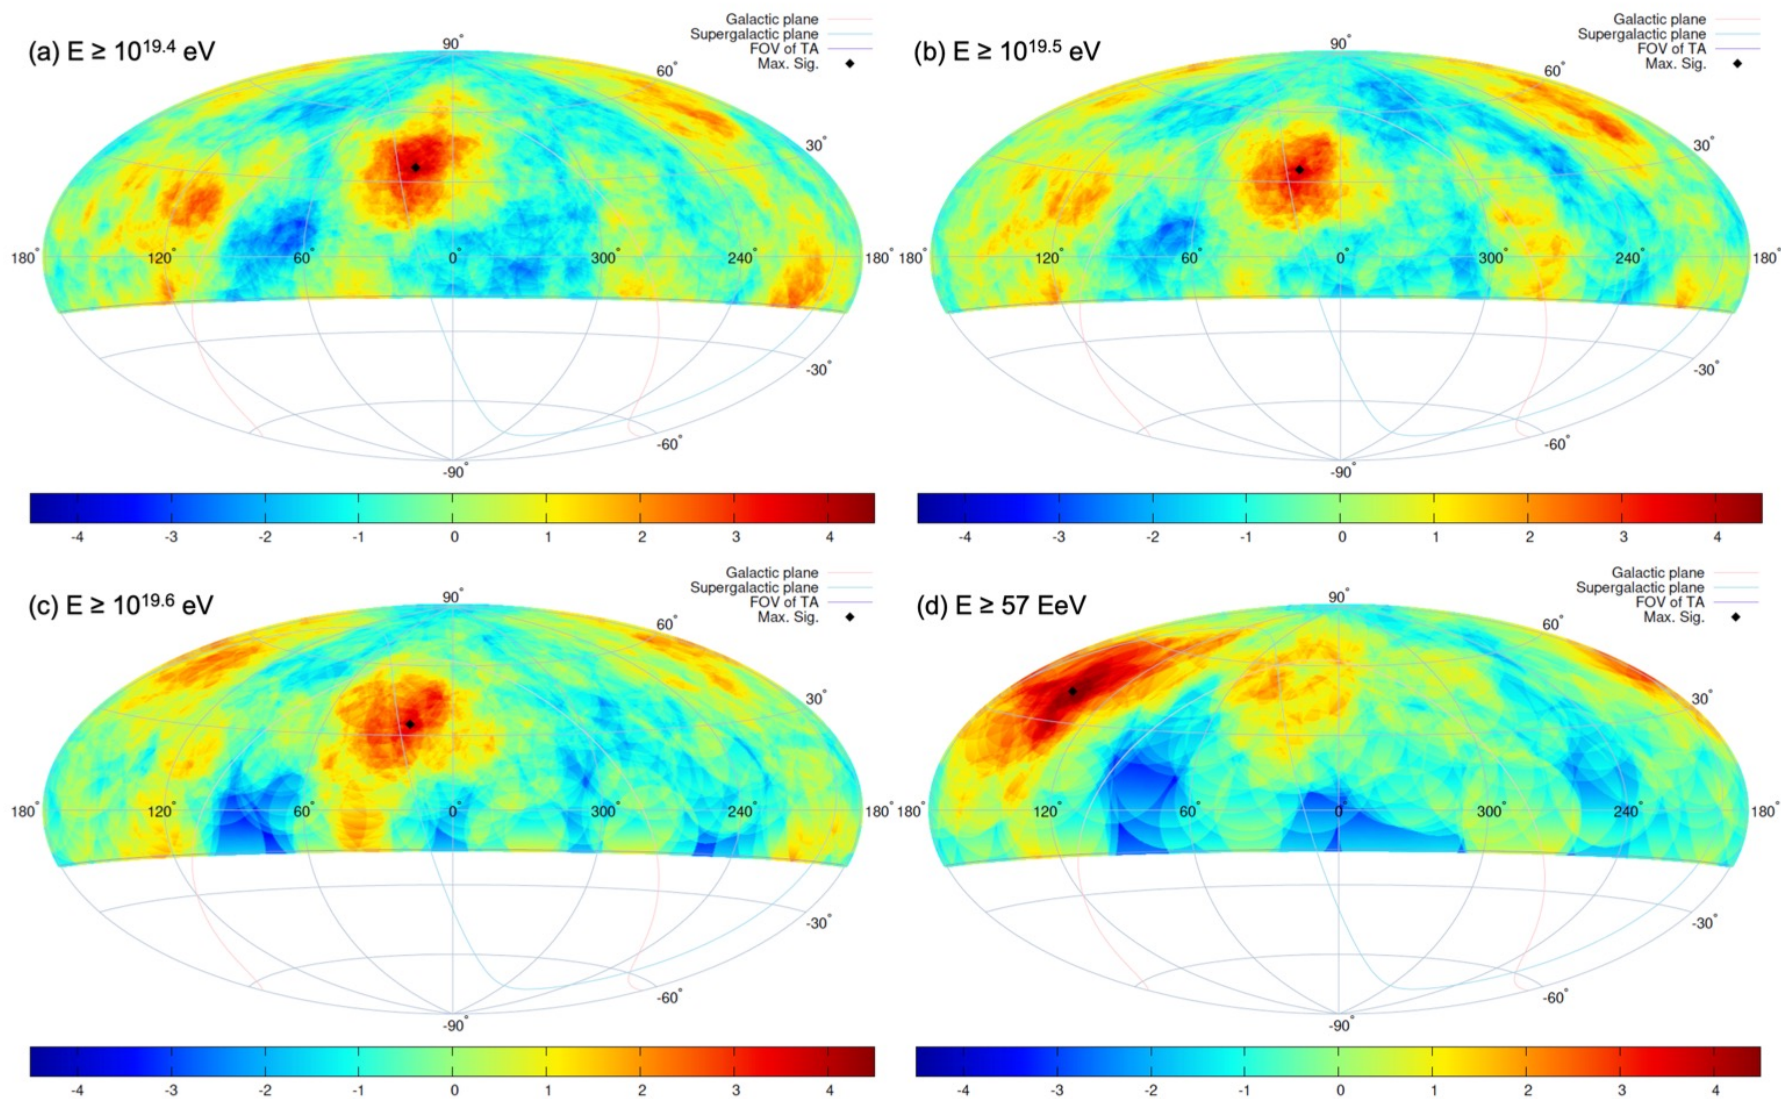 (a) E ≥ 10^19.4 eV
Galactic plane
Supergalactic plane
FOV of TA
Max. Sig.
90°
60°
30°
180° 120° 60° 0° 300° 240° 180°
-30°
-60°
-90°
-4 -3 -2 -1 0 1 2 3 4
(b) E ≥ 10^19.5 eV
Galactic plane
Supergalactic plane
FOV of TA
Max. Sig.
90°
60°
30°
180° 120° 60° 0° 300° 240° 180°
-30°
-60°
-90°
-4 -3 -2 -1 0 1 2 3 4
(c) E ≥ 10^19.6 eV
Galactic plane
Supergalactic plane
FOV of TA
Max. Sig.
90°
60°
30°
180° 120° 60° 0° 300° 240° 180°
-30°
-60°
-90°
-4 -3 -2 -1 0 1 2 3 4
(d) E ≥ 57 EeV
Galactic plane
Supergalactic plane
FOV of TA
Max. Sig.
90°
60°
30°
180° 120° 60° 0° 300° 240° 180°
-30°
-60°
-90°
-4 -3 -2 -1 0 1 2 3 4